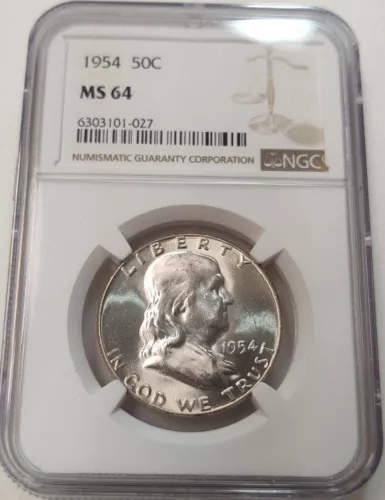 1954 50C
MS 64
6303101-027
NUMISMATIC GUARANTY CORPORATION
NGC
LIBERTY
1954
IN GOD WE TRUST